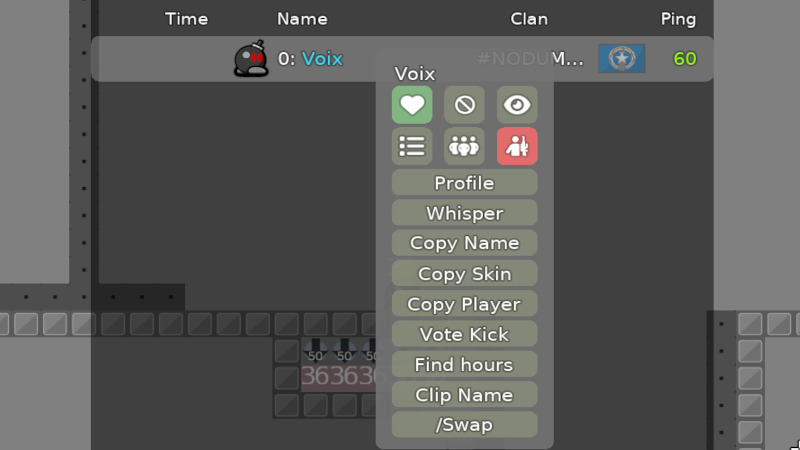 Time Name Clan Ping
0: Voix #NODUM... 60
Voix
Profile
Whisper
Copy Name
Copy Skin
Copy Player
Vote Kick
Find hours
Clip Name
/Swap
50 50 50
363636